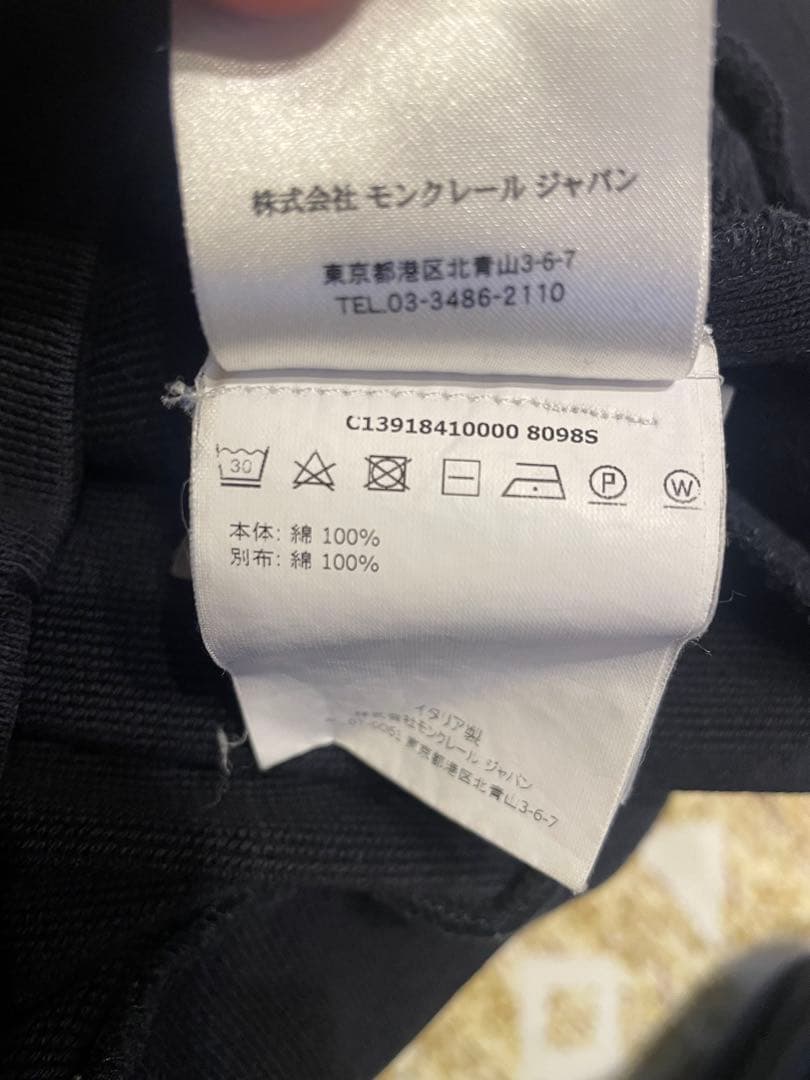 株式会社 モンクレール ジャパン
東京都港区北青山3-6-7
TEL.03-3486-2110
C13918410000 8098S
30
P
W
本体: 綿 100%
別布: 綿 100%
イタリア製
株式会社モンクレール ジャパン
東京都港区北青山3-6-7